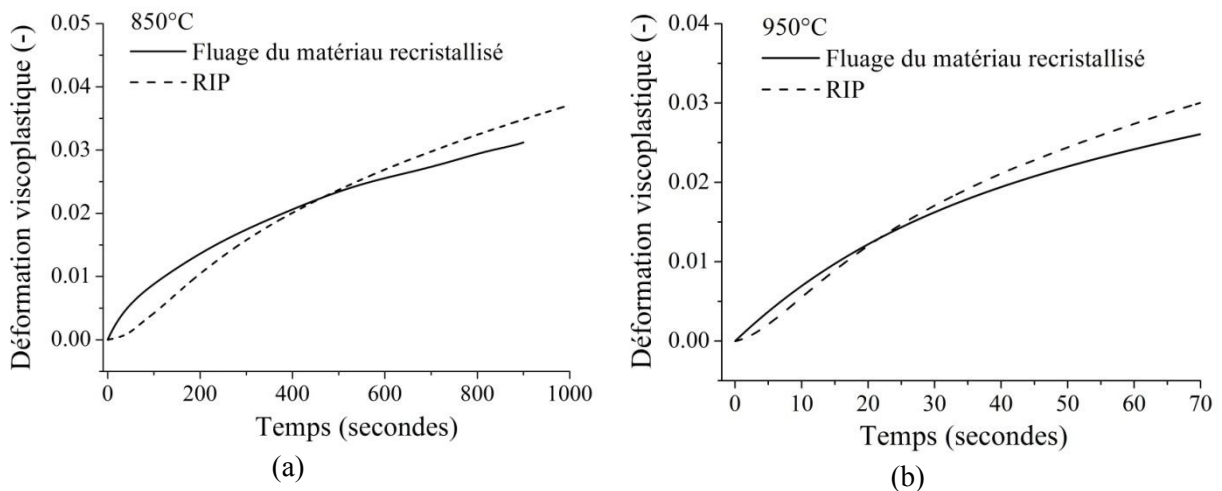 850°C
Fluage du matériau recristallisé
RIP
0.05
0.04
0.03
0.02
0.01
0.00
Déformation viscoplastique (-)
0 200 400 600 800 1000
Temps (secondes)
(a)
950°C
Fluage du matériau recristallisé
RIP
0.04
0.03
0.02
0.01
0.00
Déformation viscoplastique (-)
0 10 20 30 40 50 60 70
Temps (secondes)
(b)